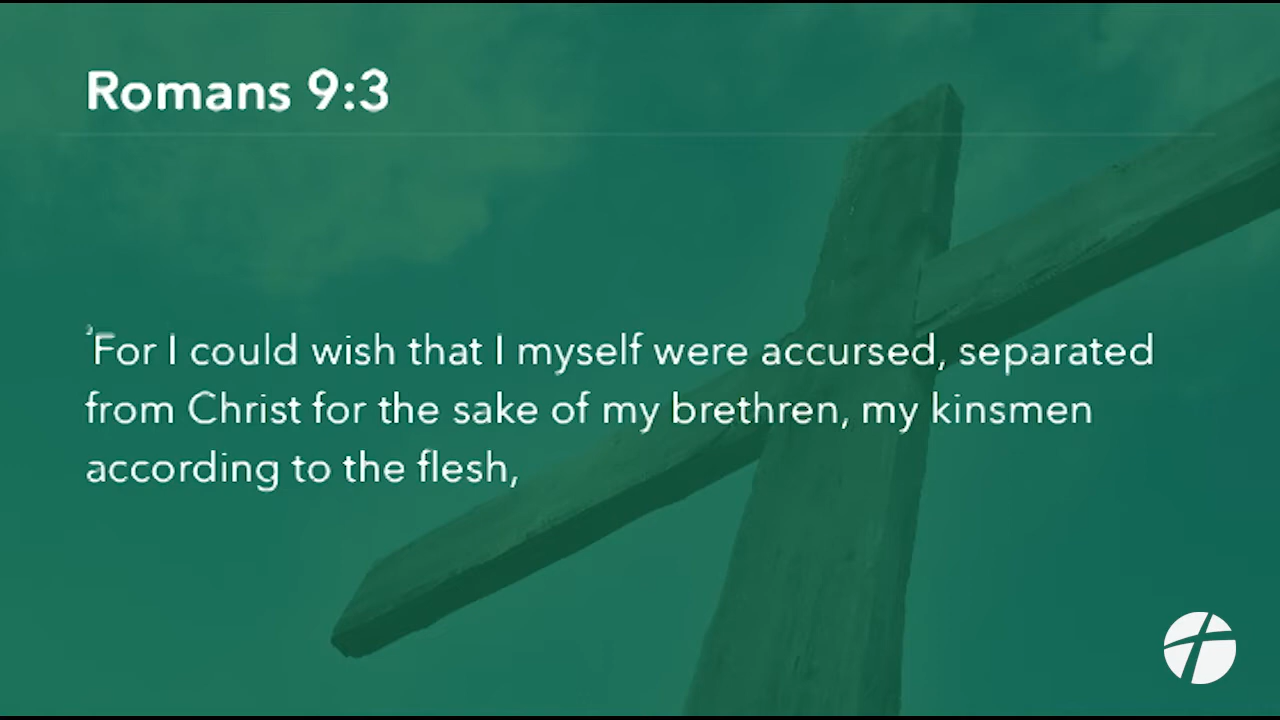 Romans 9:3
For I could wish that I myself were accursed, separated
from Christ for the sake of my brethren, my kinsmen
according to the flesh,